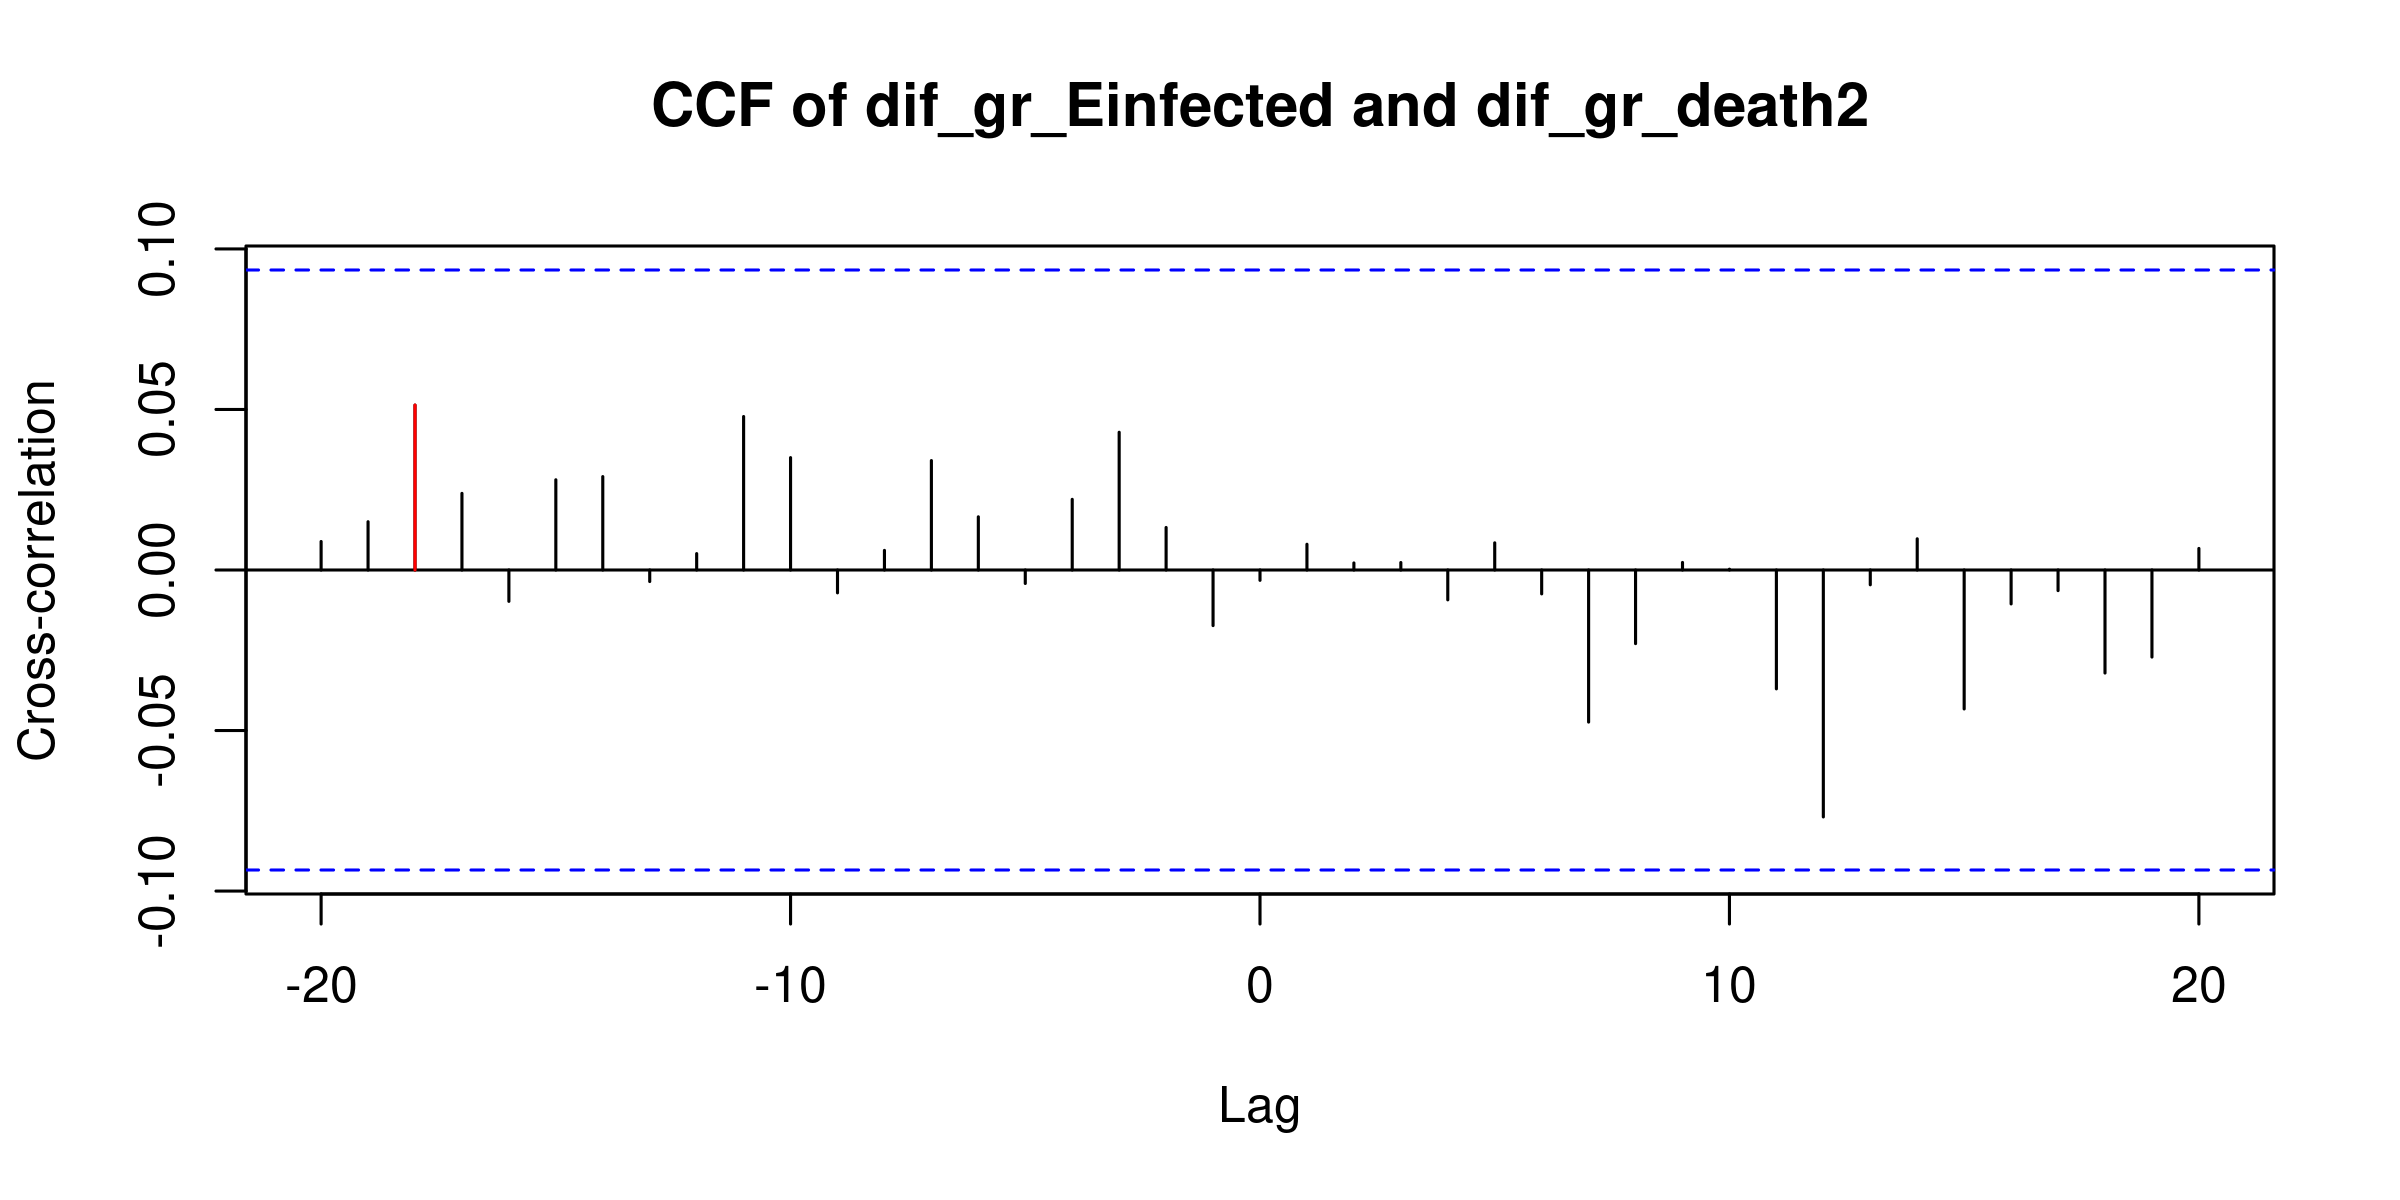 CCF of dif_gr_Einfected and dif_gr_death2
Cross-correlation
0.10
0.05
0.00
-0.05
-0.10
-20 -10 0 10 20
Lag